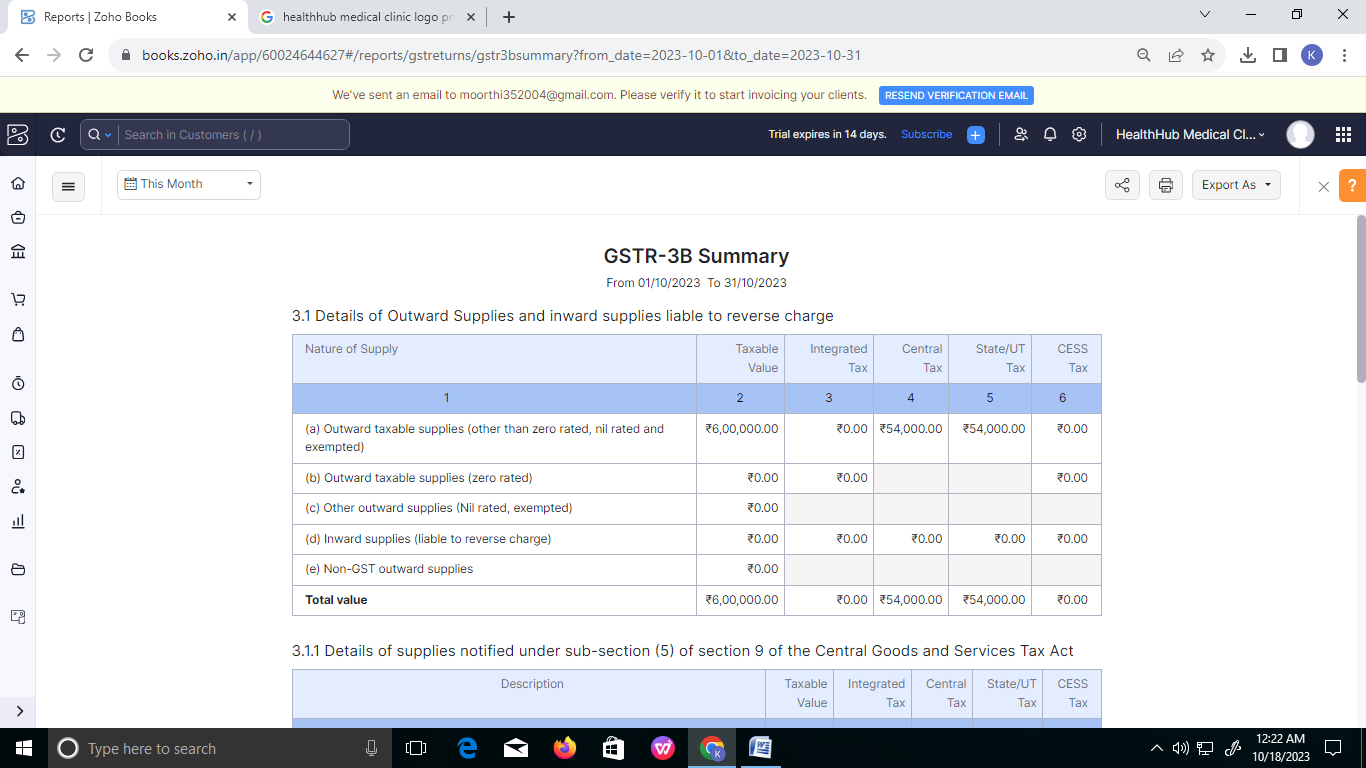 Reports | Zoho Books
healthhub medical clinic logo pr
books.zoho.in/app/60024644627#/reports/gstreturns/gstr3bsummary?from_date=2023-10-01&to_date=2023-10-31
K
We've sent an email to moorthi352004@gmail.com. Please verify it to start invoicing your clients. RESEND VERIFICATION EMAIL
Search in Customers ( / )
Trial expires in 14 days. Subscribe
HealthHub Medical Cl...
This Month
Export As
?
GSTR-3B Summary
From 01/10/2023 To 31/10/2023
3.1 Details of Outward Supplies and inward supplies liable to reverse charge
Nature of Supply Taxable Value Integrated Tax Central Tax State/UT Tax CESS Tax
1 2 3 4 5 6
(a) Outward taxable supplies (other than zero rated, nil rated and exempted) ₹6,00,000.00 ₹0.00 ₹54,000.00 ₹54,000.00 ₹0.00
(b) Outward taxable supplies (zero rated) ₹0.00 ₹0.00 ₹0.00
(c) Other outward supplies (Nil rated, exempted) ₹0.00
(d) Inward supplies (liable to reverse charge) ₹0.00 ₹0.00 ₹0.00 ₹0.00 ₹0.00
(e) Non-GST outward supplies ₹0.00
Total value ₹6,00,000.00 ₹0.00 ₹54,000.00 ₹54,000.00 ₹0.00
3.1.1 Details of supplies notified under sub-section (5) of section 9 of the Central Goods and Services Tax Act
Description Taxable Value Integrated Tax Central Tax State/UT Tax CESS Tax
Type here to search
12:22 AM
10/18/2023